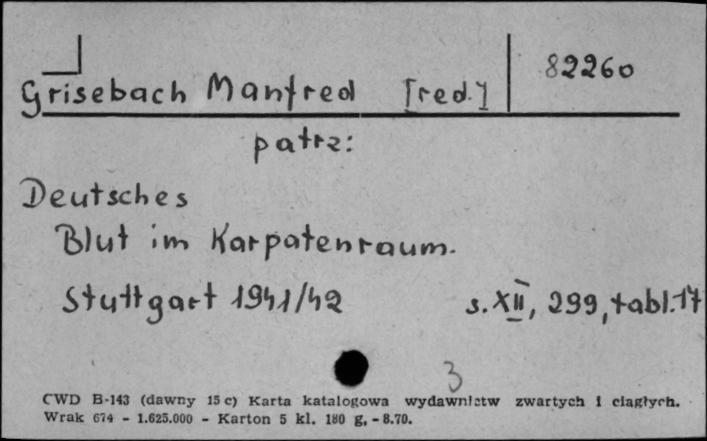 Grisebach Manfred [red.] 82260
patrz:
Deutsches
Blut im Karpatenraum.
Stuttgart 1941/42 s. XII, 299, tabl. 17
3
CWD B-143 (dawny 15 c) Karta katalogowa wydawnictw zwartych i ciągłych.
Wrak 674 - 1.625.000 - Karton 5 kl. 180 g, - 8.70.